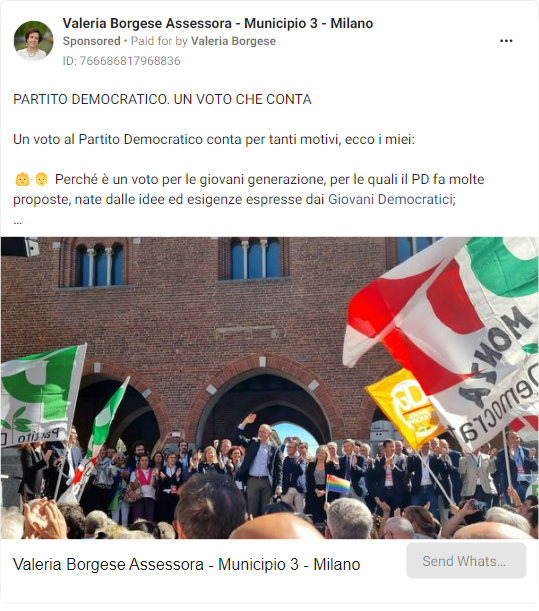 Valeria Borgese Assessora - Municipio 3 - Milano
Sponsored • Paid for by Valeria Borgese
ID: 766686817968836
PARTITO DEMOCRATICO. UN VOTO CHE CONTA
Un voto al Partito Democratico conta per tanti motivi, ecco i miei:
👩 👨 Perché è un voto per le giovani generazione, per le quali il PD fa molte
proposte, nate dalle idee ed esigenze espresse dai Giovani Democratici;
...
MONZA
Democra
Partito
GD
Valeria Borgese Assessora - Municipio 3 - Milano
Send Whats...